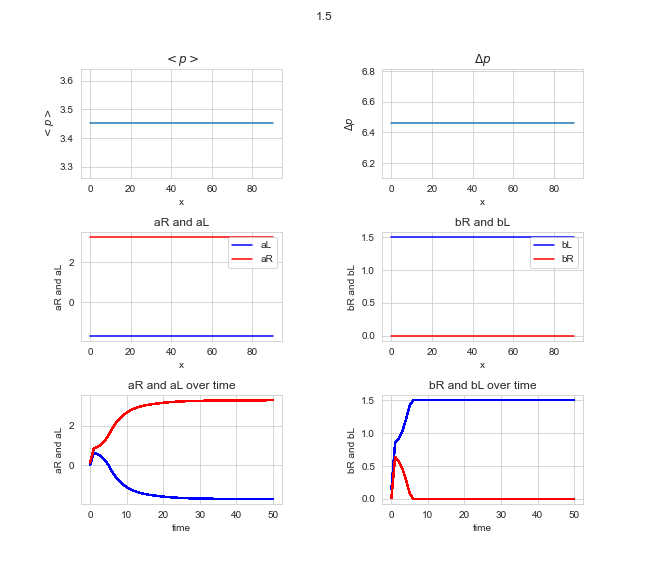 1.5
< p >
Δp
3.6
3.5
3.4
3.3
< p >
0 20 40 60 80
x
6.8
6.6
6.4
6.2
Δp
0 20 40 60 80
x
aR and aL
aL
aR
2
0
aR and aL
0 20 40 60 80
x
bR and bL
bL
bR
1.5
1.0
0.5
0.0
bR and bL
0 20 40 60 80
x
aR and aL over time
2
0
aR and aL
0 10 20 30 40 50
time
bR and bL over time
1.5
1.0
0.5
0.0
bR and bL
0 10 20 30 40 50
time